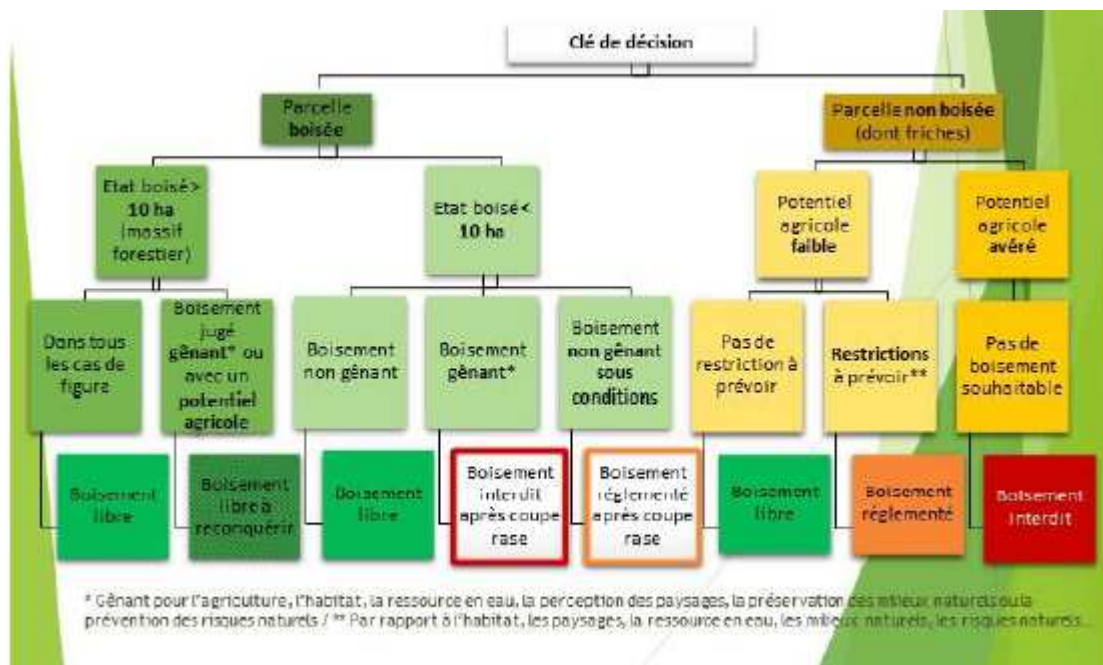 Clé de décision
Parcelle
boisée
Parcelle non boisée
(dont friches)
Etat boisé >
10 ha
(massif
forestier)
Etat boisé <
10 ha
Potentiel
agricole
faible
Potentiel
agricole
avéré
Dans tous
les cas de
figure
Boisement
jugé
gênant* ou
avec un
potentiel
agricole
Boisement
non gênant
Boisement
gênant*
Boisement
non gênant
sous
conditions
Pas de
restriction à
prévoir
Restrictions
à prévoir**
Pas de
boisement
souhaitable
Boisement
libre
Boisement
libre à
reconquérir
Boisement
libre
Boisement
interdit
après coupe
rase
Boisement
réglementé
après coupe
rase
Boisement
libre
Boisement
réglementé
Boisement
interdit
* Gênant pour l'agriculture, l'habitat, la ressource en eau, la perception des paysages, la préservation des milieux naturels ou la
prévention des risques naturels / ** Par rapport à l'habitat, les paysages, la ressource en eau, les milieux naturels, les risques naturels...